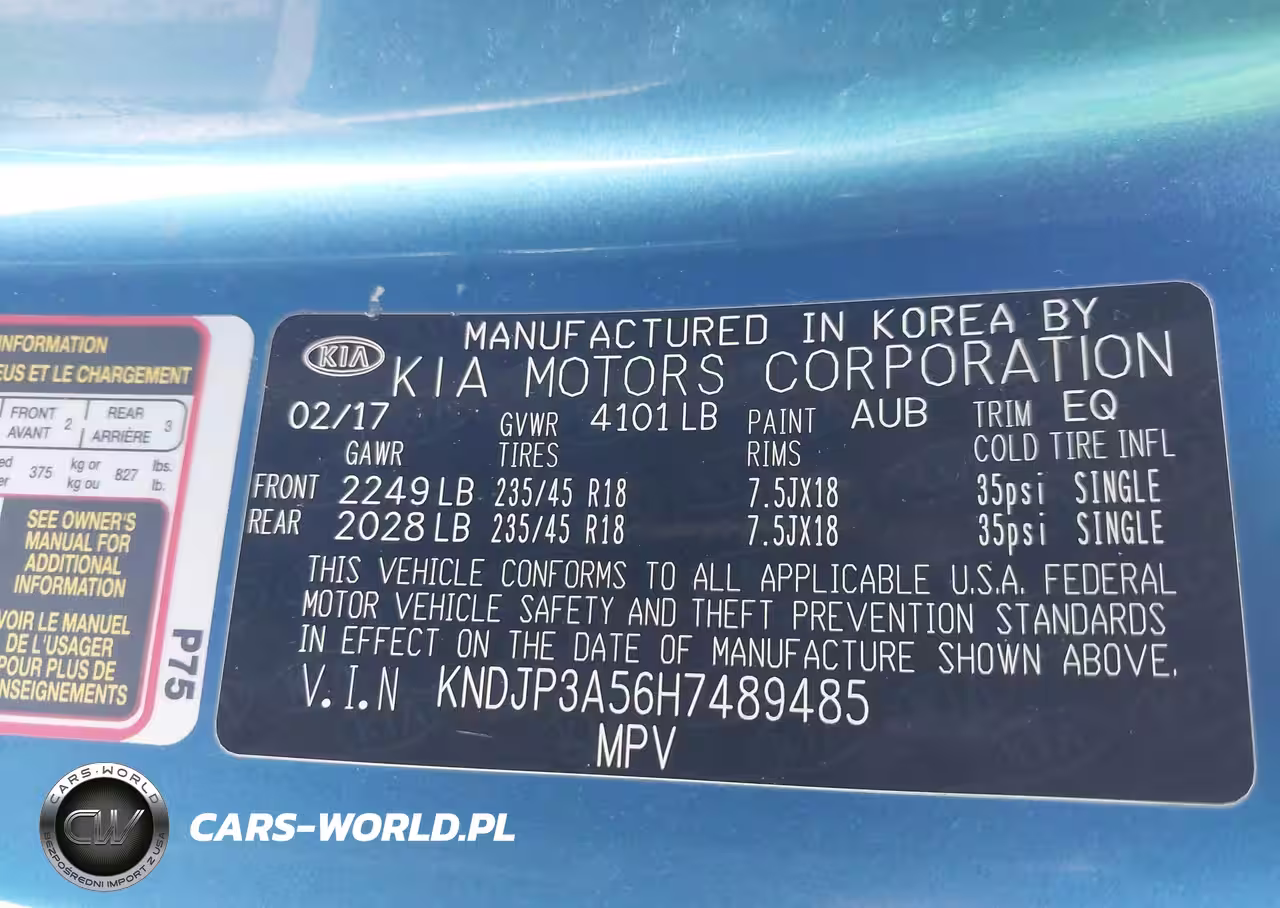 INFORMATION
EUS ET LE CHARGEMENT
FRONT 2 REAR 3
AVANT ARRIÈRE
375 kg or 827 lbs.
kg ou lb.
SEE OWNER'S
MANUAL FOR
ADDITIONAL
INFORMATION
VOIR LE MANUEL
DE L'USAGER
POUR PLUS DE
NSEIGNEMENTS
P75
KIA
MANUFACTURED IN KOREA BY
KIA MOTORS CORPORATION
02/17 GVWR 4101 LB PAINT AUB TRIM EQ
GAWR TIRES RIMS COLD TIRE INFL
FRONT 2249 LB 235/45 R18 7.5JX18 35psi SINGLE
REAR 2028 LB 235/45 R18 7.5JX18 35psi SINGLE
THIS VEHICLE CONFORMS TO ALL APPLICABLE U.S.A. FEDERAL
MOTOR VEHICLE SAFETY AND THEFT PREVENTION STANDARDS
IN EFFECT ON THE DATE OF MANUFACTURE SHOWN ABOVE.
V.I.N KNDJP3A56H7489485
MPV
CARS-WORLD
CW
BEZPOŚREDNI IMPORT Z USA
CARS-WORLD.PL